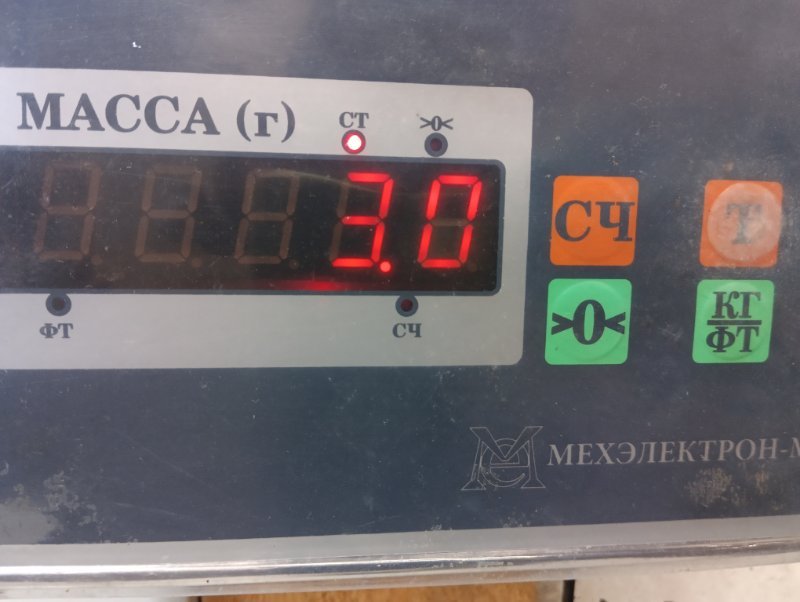 МАССА (г)
СТ
>0<
3.0
ФТ
СЧ
СЧ
Т
>0<
КГ
ФТ
МЕХЭЛЕКТРОН-М